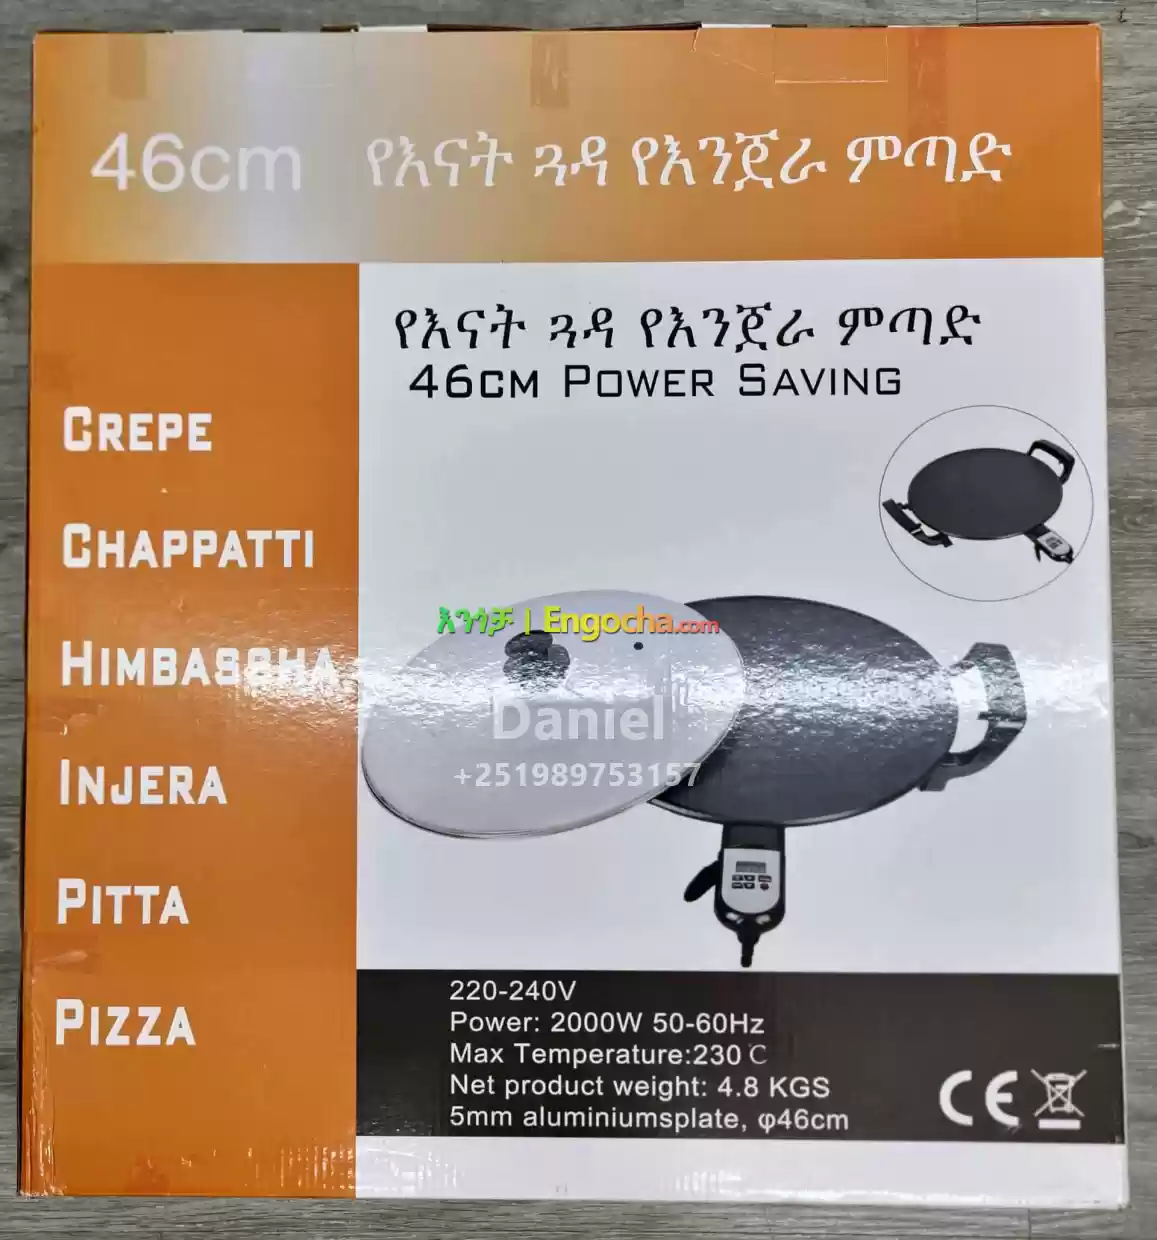 46cm የእናት ጓዳ የእንጀራ ምጣድ
የእናት ጓዳ የእንጀራ ምጣድ
46CM POWER SAVING
CREPE
CHAPPATTI
HIMBASSHA
INJERA
PITTA
PIZZA
እንጎቻ | Engocha.com
Daniel
+251989753157
220-240V
Power: 2000W 50-60Hz
Max Temperature:230℃
Net product weight: 4.8 KGS
5mm aluminiumsplate, φ46cm
CE